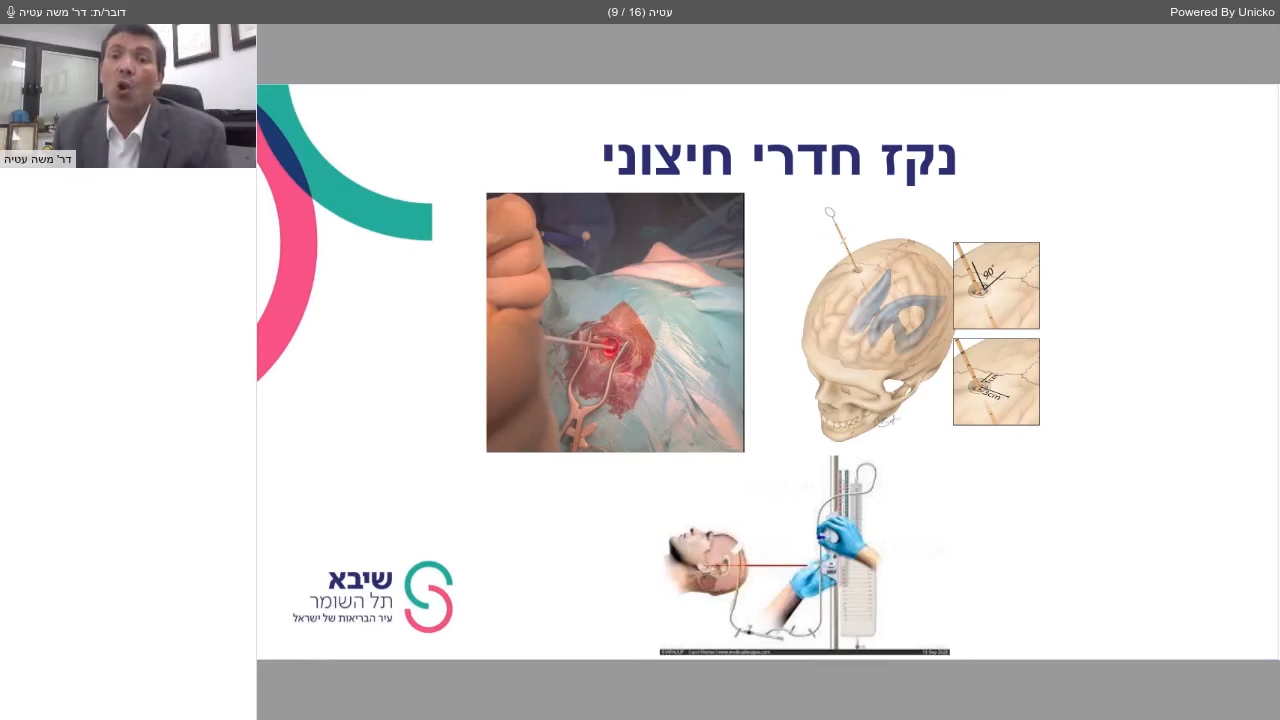 דובר/ת: דר' משה עטיה
עטיה (16 / 9)
Powered By Unicko
דר' משה עטיה
נקז חדרי חיצוני
90°
שיבא
תל השומר
עיר הבריאות של ישראל